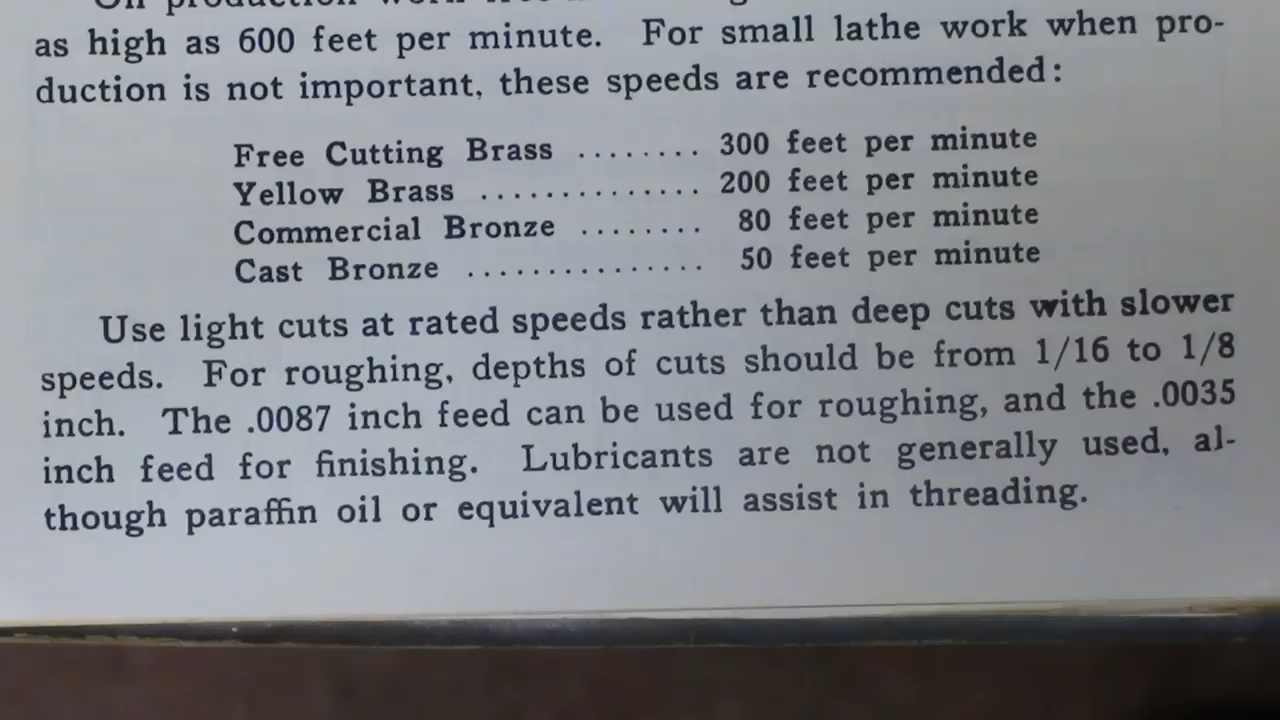 as high as 600 feet per minute. For small lathe work when pro-
duction is not important, these speeds are recommended:
Free Cutting Brass ........ 300 feet per minute
Yellow Brass .............. 200 feet per minute
Commercial Bronze ........ 80 feet per minute
Cast Bronze ............... 50 feet per minute
Use light cuts at rated speeds rather than deep cuts with slower
speeds. For roughing, depths of cuts should be from 1/16 to 1/8
inch. The .0087 inch feed can be used for roughing, and the .0035
inch feed for finishing. Lubricants are not generally used, al-
though paraffin oil or equivalent will assist in threading.